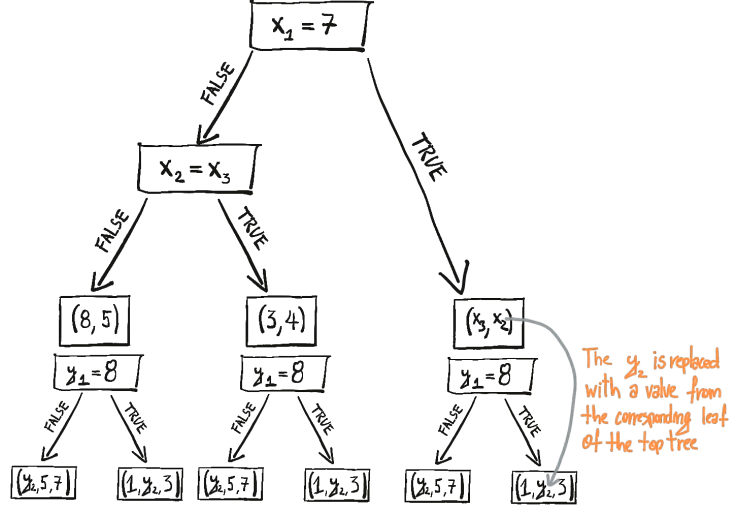 x₁ = 7
FALSE
TRUE
x₂ = x₃
FALSE
TRUE
(8,5)
(3,4)
(x₃, x₂)
y₁=8
y₁=8
y₁=8
FALSE
TRUE
FALSE
TRUE
FALSE
TRUE
(y₂,5,7)
(1,y₂,3)
(y₂,5,7)
(1,y₂,3)
(y₂,5,7)
(1,y₂,3)
The y₂ is replaced
with a value from
the corresponding leaf
of the top tree